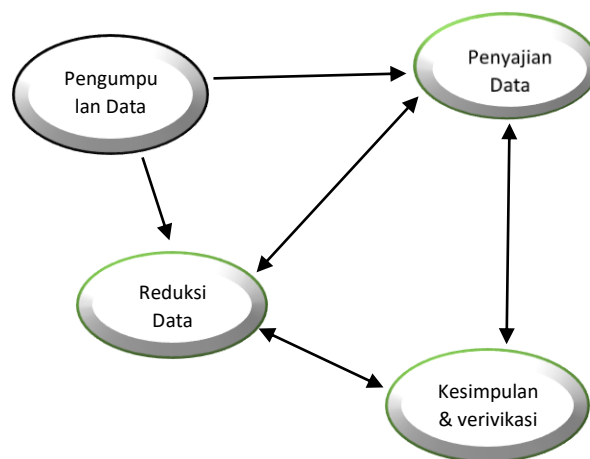 Pengumpu
lan Data
Penyajian
Data
Reduksi
Data
Kesimpulan
& verivikasi